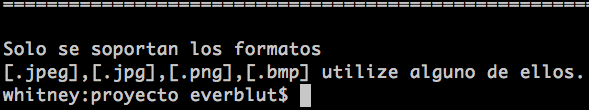 ==========================================================
Solo se soportan los formatos
[.jpeg],[.jpg],[.png],[.bmp] utilize alguno de ellos.
whitney:proyecto everblut$